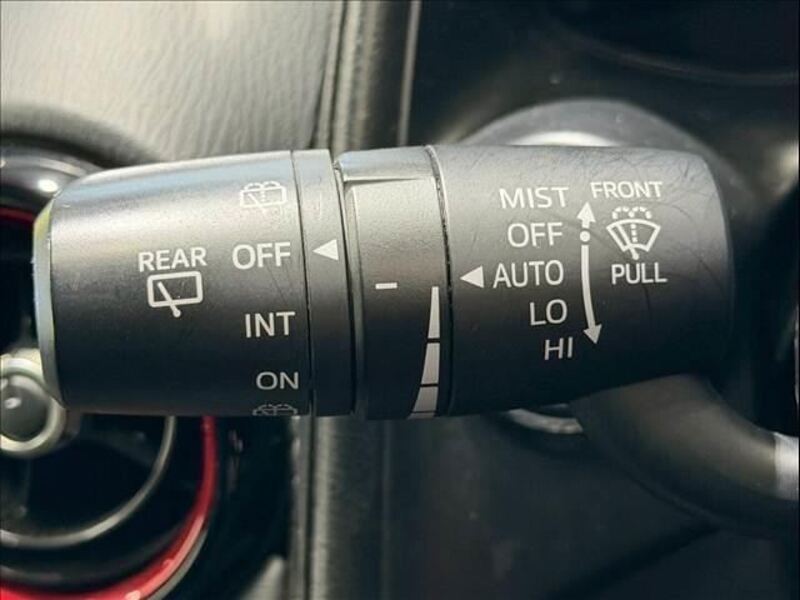 REAR
OFF
INT
ON
MIST
OFF
AUTO
LO
HI
FRONT
PULL